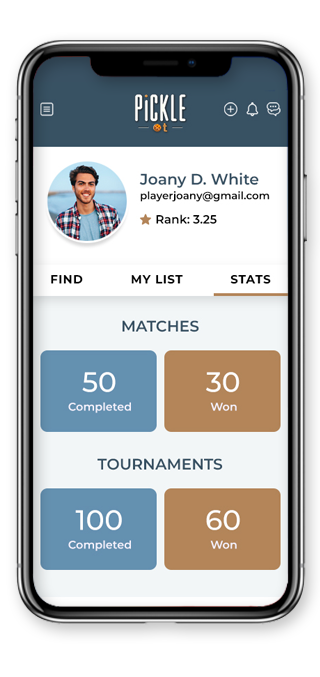 PiCKLE
t
Joany D. White
playerjoany@gmail.com
Rank: 3.25
FIND MY LIST STATS
MATCHES
50 30
Completed Won
TOURNAMENTS
100 60
Completed Won